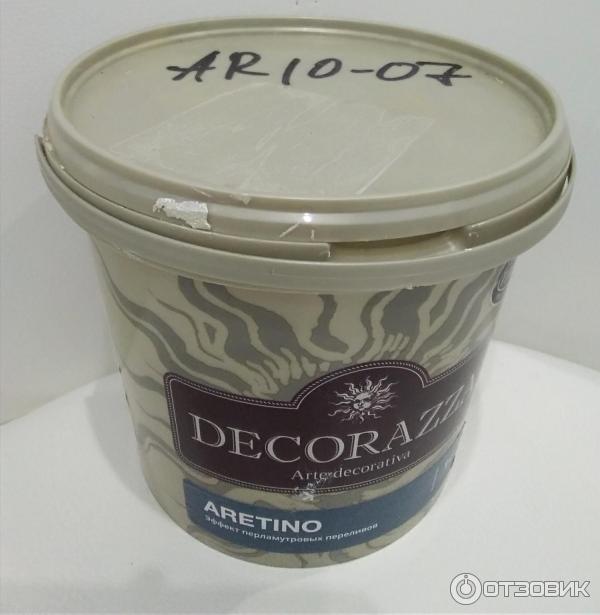 AR10-07
DECORAZZA
Arte decorativa
ARETINO
Эффект перламутровых переливов
ОТЗОВИК